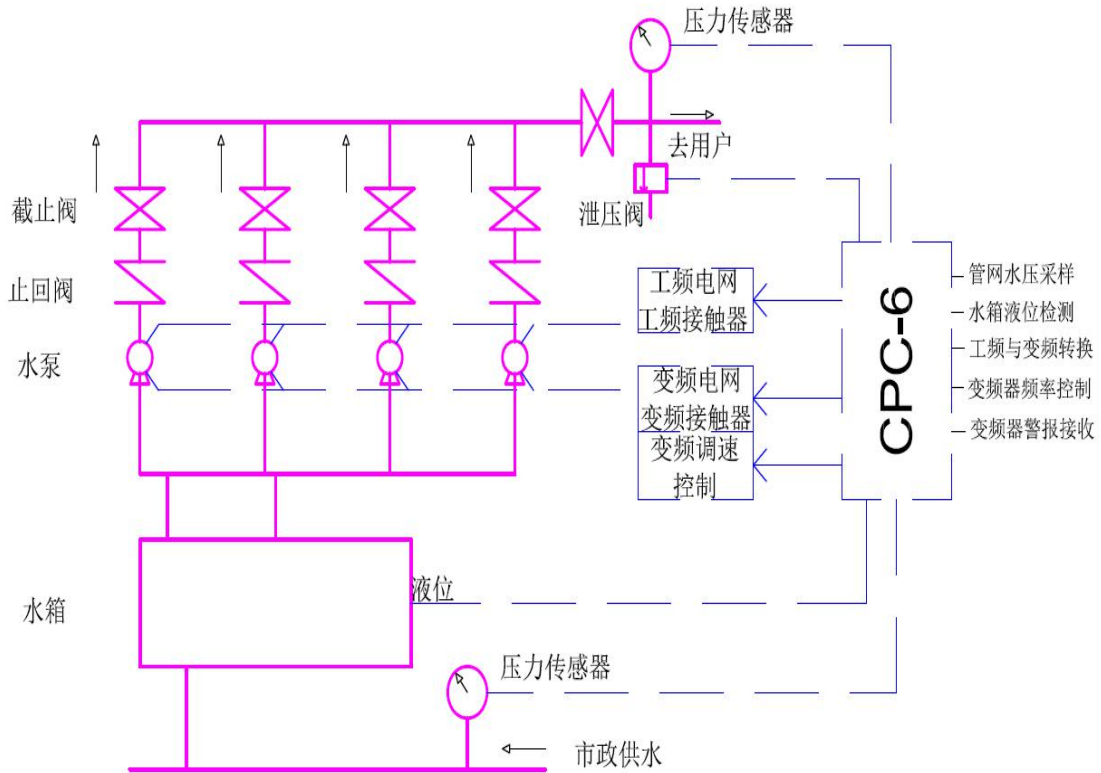 压力传感器
去用户
截止阀
泄压阀
止回阀
工频电网
工频接触器
水泵
变频电网
变频接触器
变频调速
控制
CPC-6
管网水压采样
水箱液位检测
工频与变频转换
变频器频率控制
变频器警报接收
液位
水箱
压力传感器
市政供水